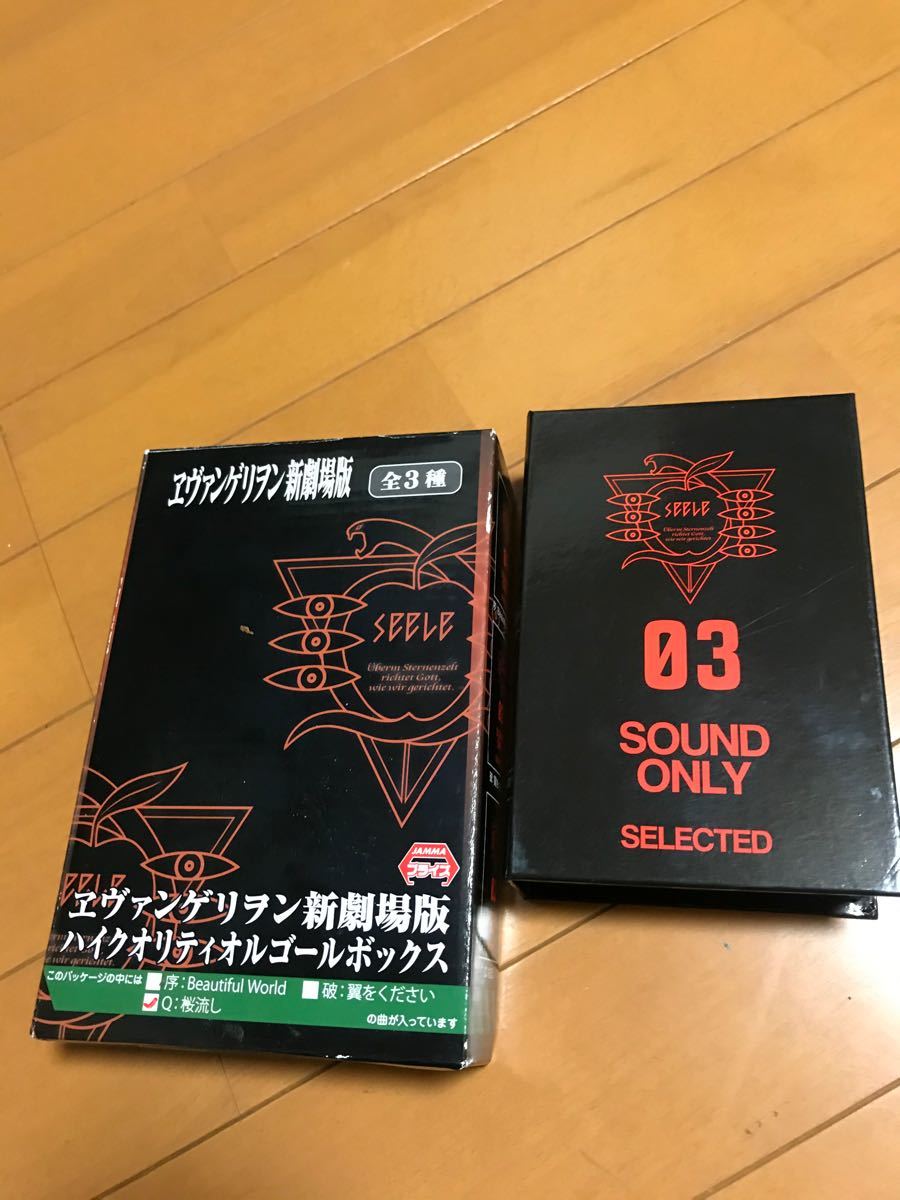 ヱヴァンゲリヲン新劇場版
全3種
SEELE
Überm Sternenzelt
richtet Gott,
wie wir gerichtet.
JAMMA
プライズ
ヱヴァンゲリヲン新劇場版
ハイクオリティオルゴールボックス
このパッケージの中には
序:Beautiful World
破:翼をください
Q:桜流し
の曲が入っています
SEELE
Überm Sternenzelt
richtet Gott,
wie wir gerichtet.
03
SOUND
ONLY
SELECTED